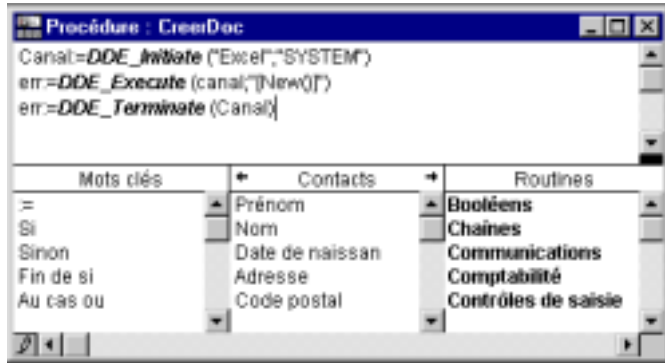 Procédure : CreerDoc
Canal:=DDE_Initiate ("Excel";"SYSTEM")
err:=DDE_Execute (canal;"[New()]")
err:=DDE_Terminate (Canal)
Mots clés
Contacts
Routines
:=
Si
Sinon
Fin de si
Au cas ou
Prénom
Nom
Date de naissan
Adresse
Code postal
Booléens
Chaînes
Communications
Comptabilité
Contrôles de saisie